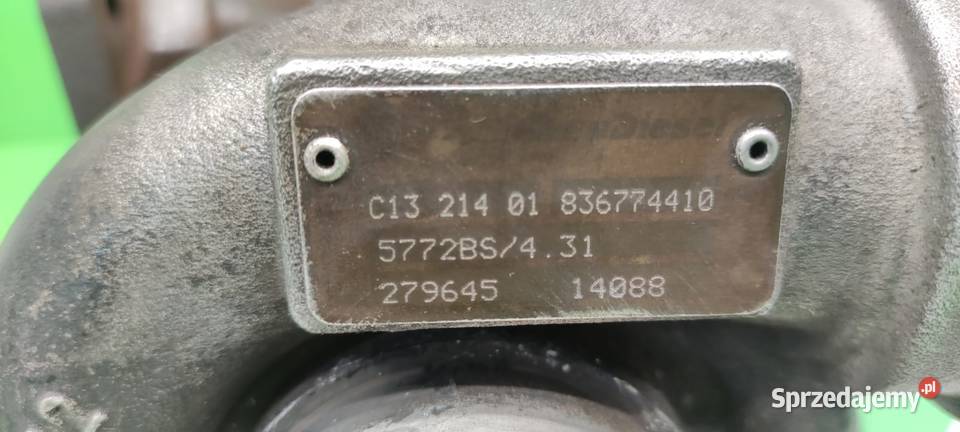 C13 214 01 836774410
5772BS/4.31
279645 14088
Sprzedajemy.pl